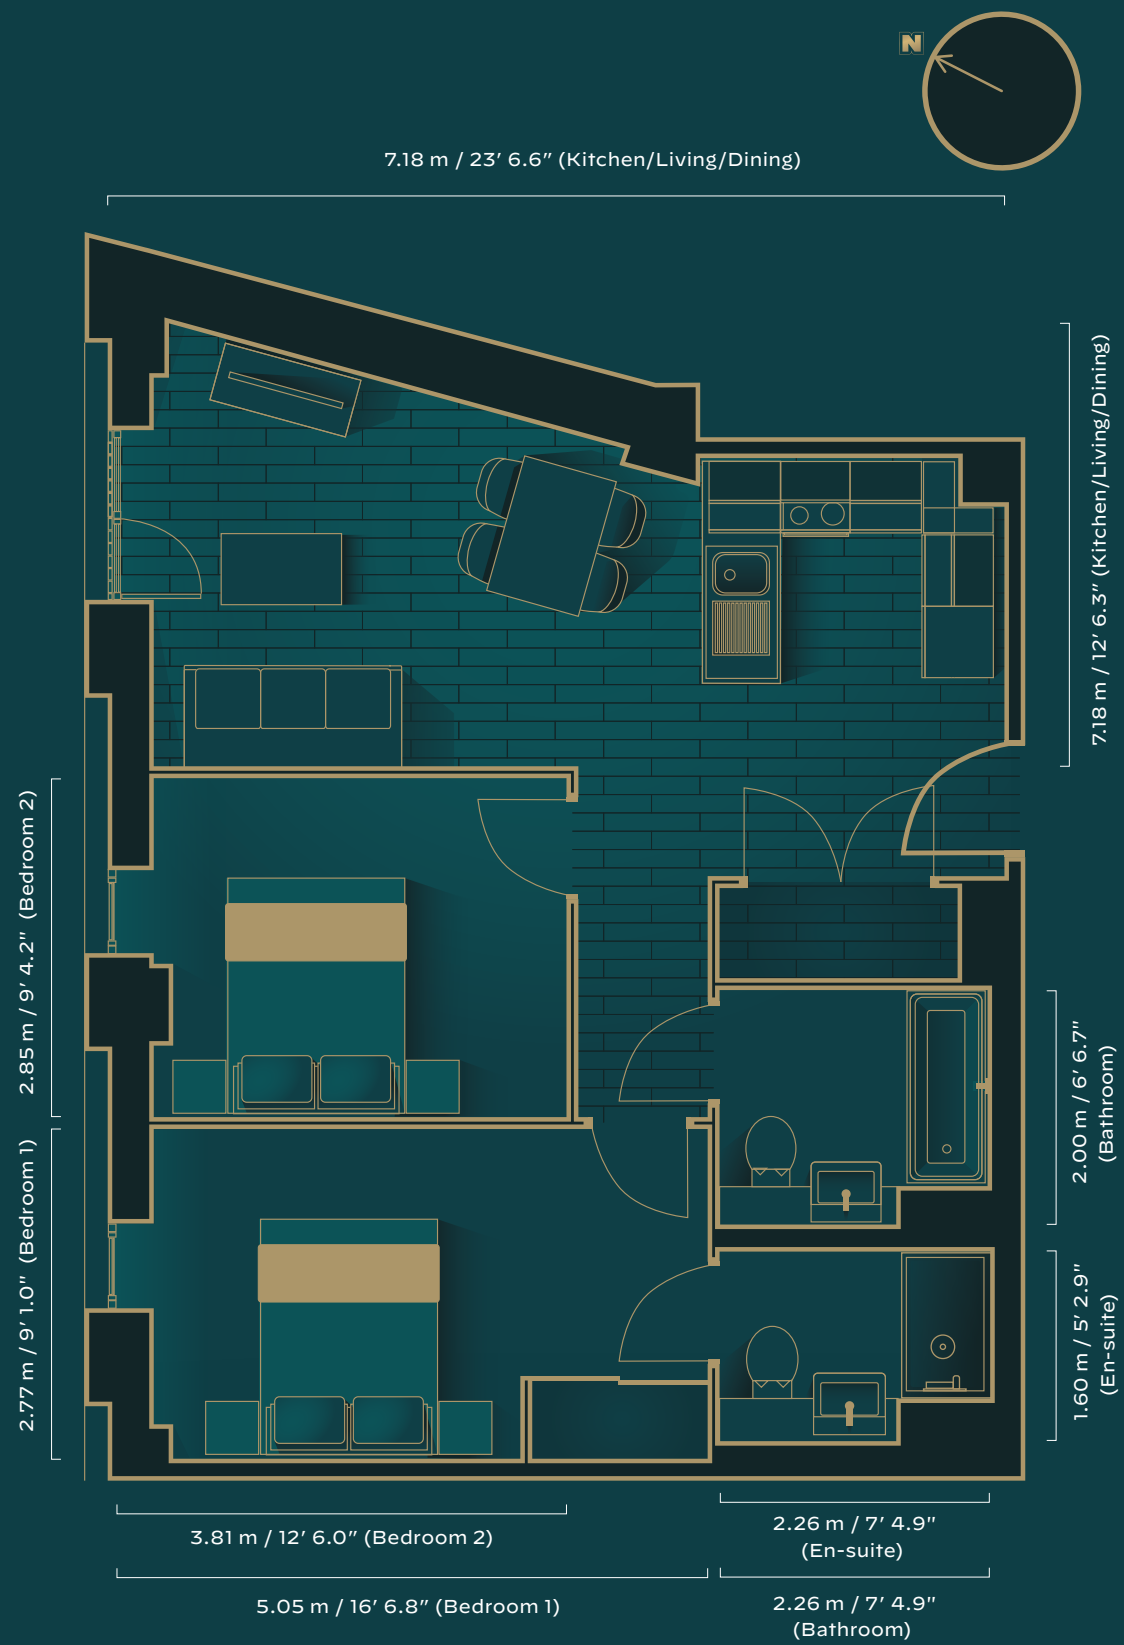 N
7.18 m / 23′ 6.6″ (Kitchen/Living/Dining)
7.18 m / 12′ 6.3″ (Kitchen/Living/Dining)
2.85 m / 9′ 4.2″ (Bedroom 2)
2.00 m / 6′ 6.7″
(Bathroom)
2.77 m / 9′ 1.0″ (Bedroom 1)
1.60 m / 5′ 2.9″
(En-suite)
3.81 m / 12′ 6.0″ (Bedroom 2)
2.26 m / 7′ 4.9″
(En-suite)
5.05 m / 16′ 6.8″ (Bedroom 1)
2.26 m / 7′ 4.9″
(Bathroom)